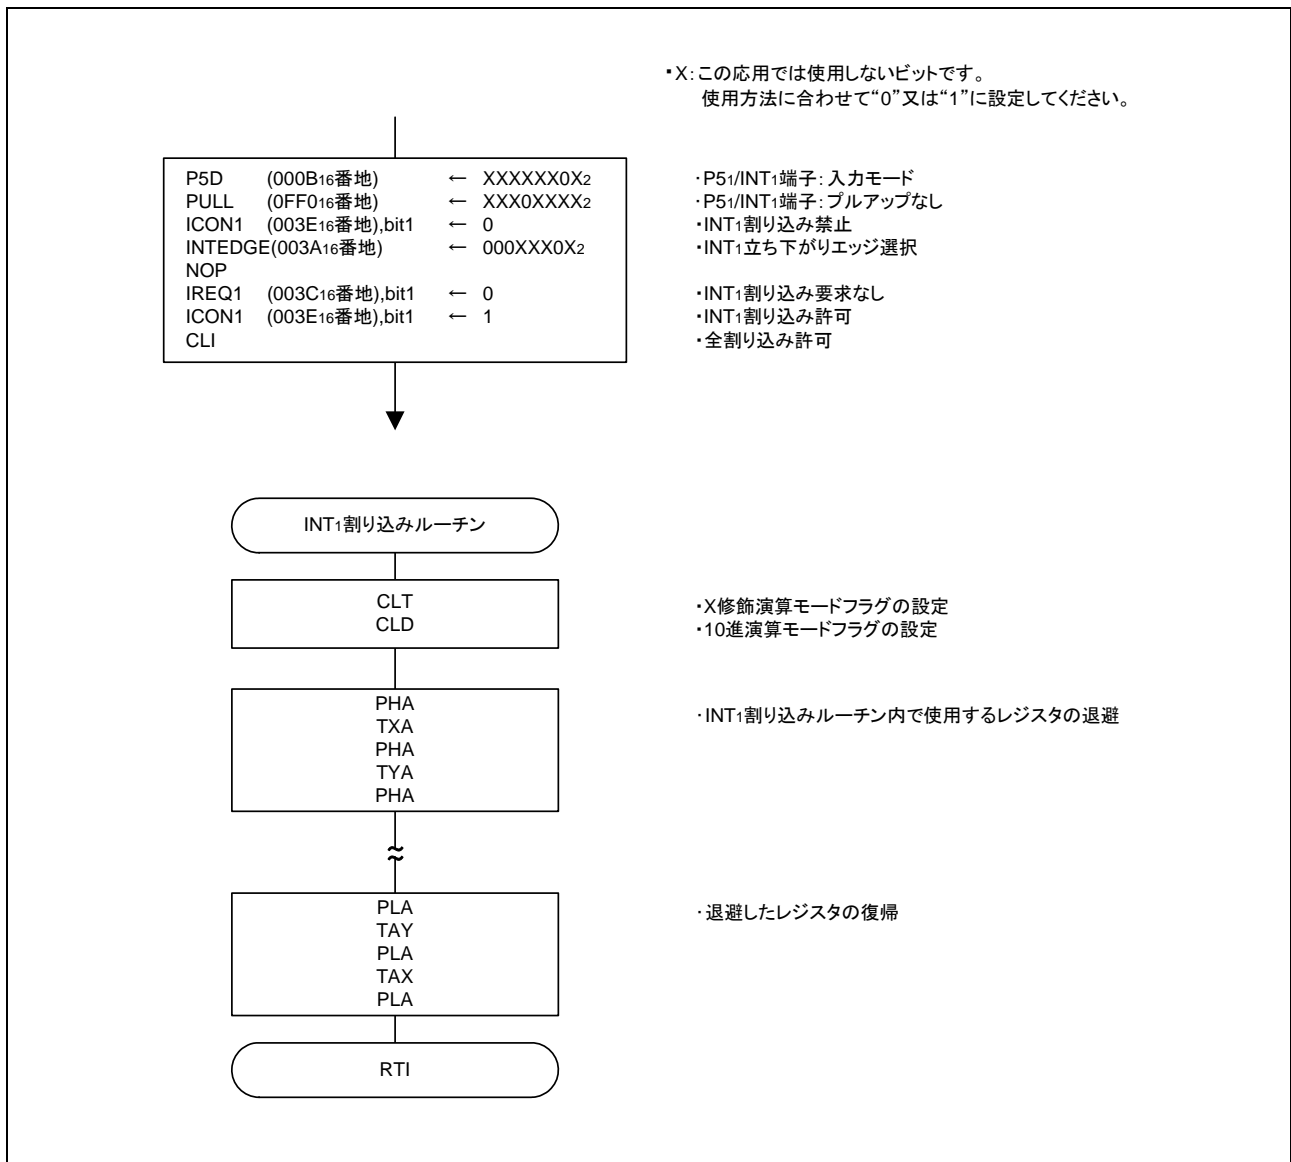 ・X：この応用では使用しないビットです。
使用方法に合わせて“0”又は“1”に設定してください。
P5D (000B16番地) ← XXXXXX0X2 ・P51/INT1端子：入力モード
PULL (0FF016番地) ← XXX0XXXX2 ・P51/INT1端子：プルアップなし
ICON1 (003E16番地),bit1 ← 0 ・INT1割り込み禁止
INTEDGE(003A16番地) ← 000XXX0X2 ・INT1立ち下がりエッジ選択
NOP
IREQ1 (003C16番地),bit1 ← 0 ・INT1割り込み要求なし
ICON1 (003E16番地),bit1 ← 1 ・INT1割り込み許可
CLI ・全割り込み許可
INT1割り込みルーチン
CLT ・X修飾演算モードフラグの設定
CLD ・10進演算モードフラグの設定
PHA ・INT1割り込みルーチン内で使用するレジスタの退避
TXA
PHA
TYA
PHA
PLA ・退避したレジスタの復帰
TAY
PLA
TAX
PLA
RTI